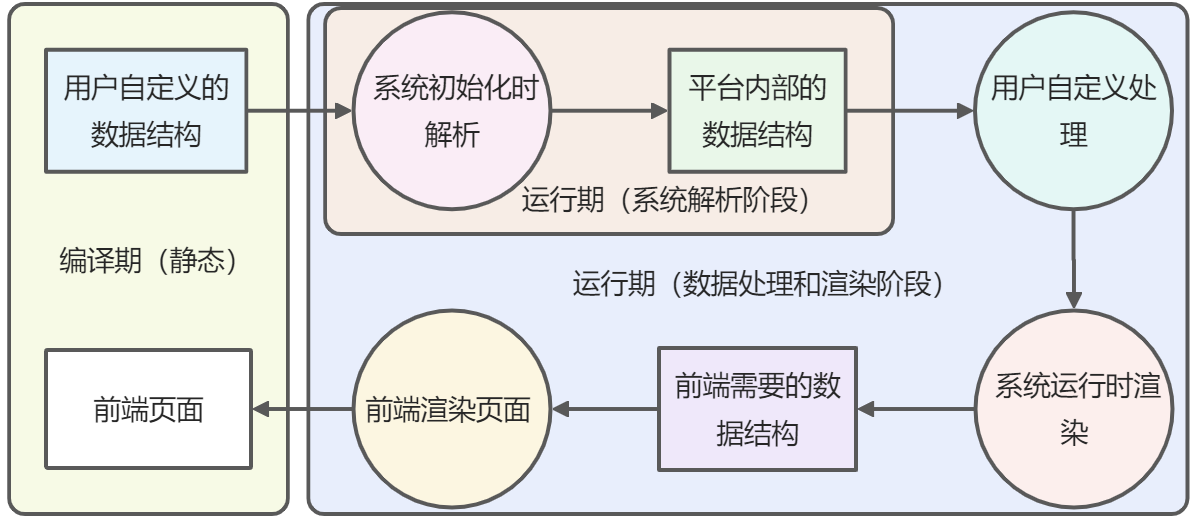 用户自定义的
数据结构
系统初始化时
解析
平台内部的
数据结构
用户自定义处
理
运行期（系统解析阶段）
编译期（静态）
运行期（数据处理和渲染阶段）
前端页面
前端渲染页面
前端需要的数
据结构
系统运行时渲
染